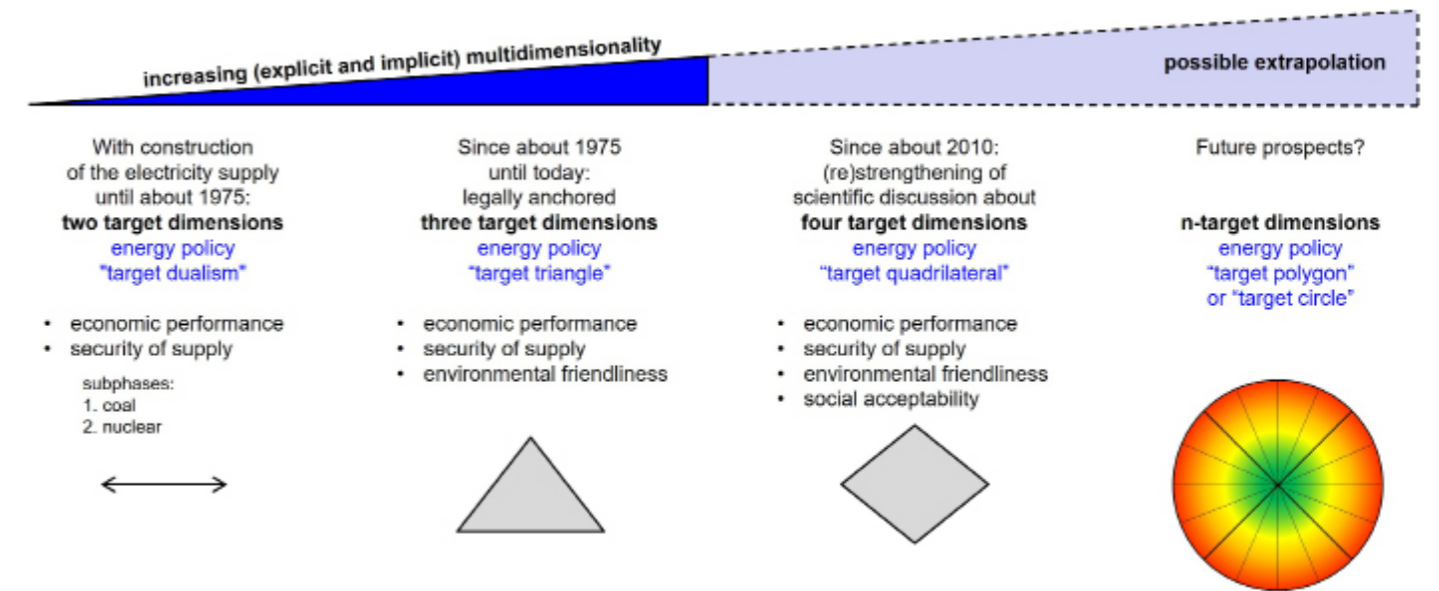 increasing (explicit and implicit) multidimensionality
possible extrapolation
With construction
of the electricity supply
until about 1975:
two target dimensions
energy policy
"target dualism"
• economic performance
• security of supply
subphases:
1. coal
2. nuclear
Since about 1975
until today:
legally anchored
three target dimensions
energy policy
“target triangle”
• economic performance
• security of supply
• environmental friendliness
Since about 2010:
(re)strengthening of
scientific discussion about
four target dimensions
energy policy
“target quadrilateral”
• economic performance
• security of supply
• environmental friendliness
• social acceptability
Future prospects?
n-target dimensions
energy policy
“target polygon”
or “target circle”